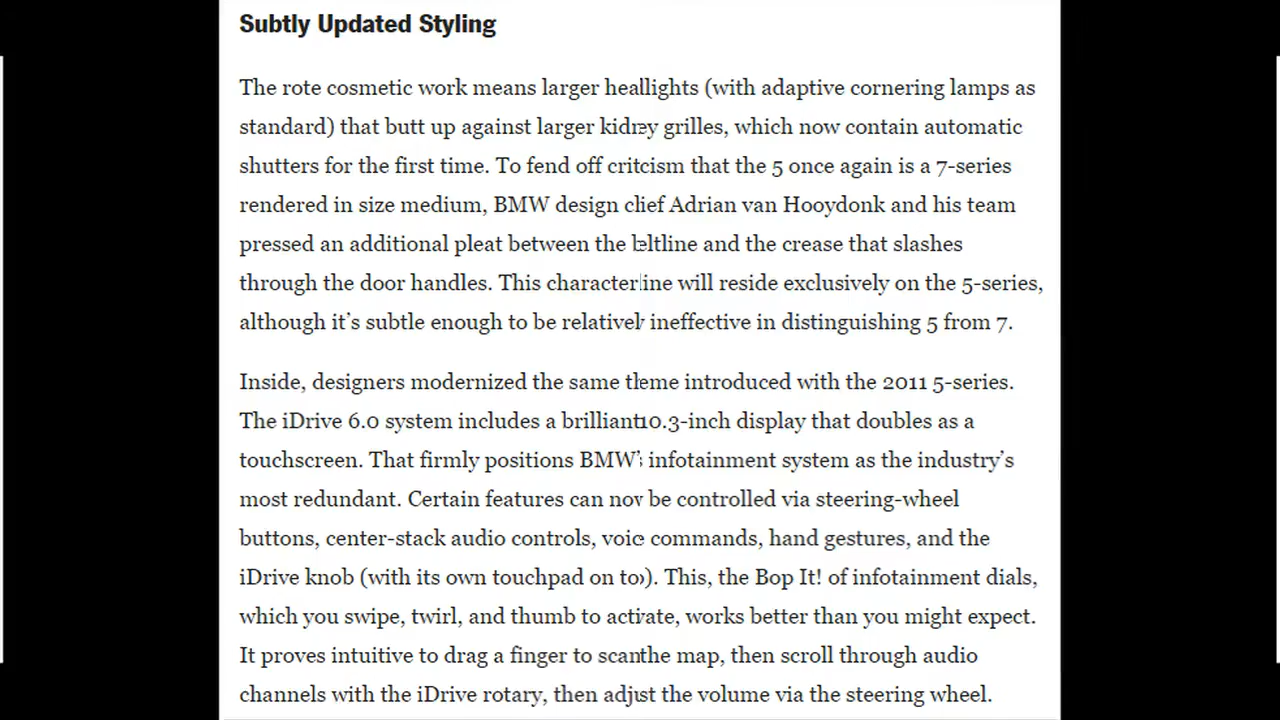 Subtly Updated Styling
The rote cosmetic work means larger headlights (with adaptive cornering lamps as
standard) that butt up against larger kidney grilles, which now contain automatic
shutters for the first time. To fend off criticism that the 5 once again is a 7-series
rendered in size medium, BMW design chief Adrian van Hooydonk and his team
pressed an additional pleat between the beltline and the crease that slashes
through the door handles. This character line will reside exclusively on the 5-series,
although it’s subtle enough to be relatively ineffective in distinguishing 5 from 7.
Inside, designers modernized the same theme introduced with the 2011 5-series.
The iDrive 6.0 system includes a brilliant 10.3-inch display that doubles as a
touchscreen. That firmly positions BMW’s infotainment system as the industry’s
most redundant. Certain features can now be controlled via steering-wheel
buttons, center-stack audio controls, voice commands, hand gestures, and the
iDrive knob (with its own touchpad on top). This, the Bop It! of infotainment dials,
which you swipe, twirl, and thumb to activate, works better than you might expect.
It proves intuitive to drag a finger to scan the map, then scroll through audio
channels with the iDrive rotary, then adjust the volume via the steering wheel.